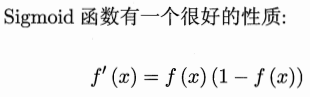 Sigmoid 函数有一个很好的性质:
f′ (x) = f (x) (1 − f (x))